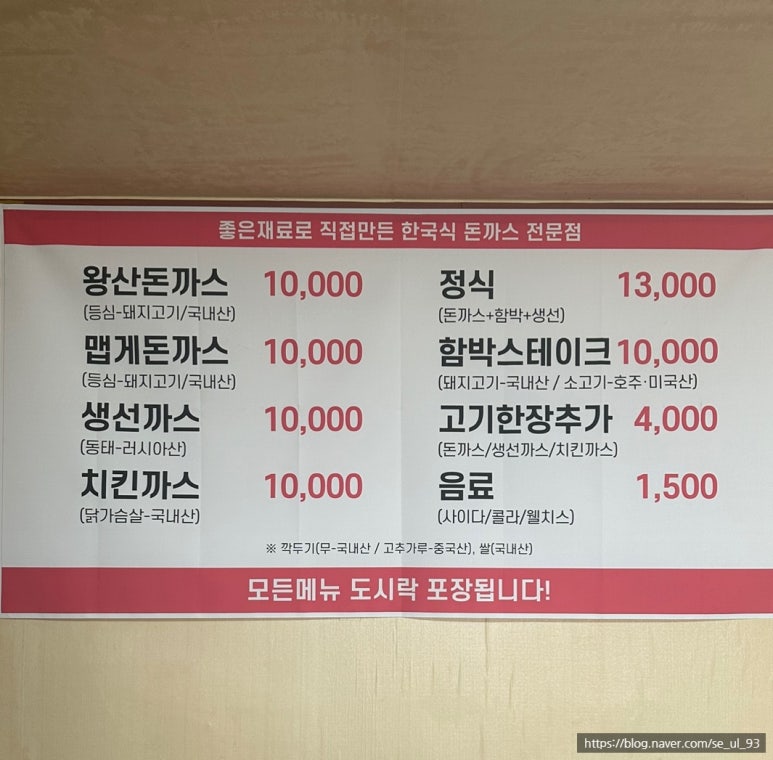 좋은재료로 직접만든 한국식 돈까스 전문점
왕산돈까스 10,000
(등심-돼지고기/국내산)
맵게돈까스 10,000
(등심-돼지고기/국내산)
생선까스 10,000
(동태-러시아산)
치킨까스 10,000
(닭가슴살-국내산)
정식 13,000
(돈까스+함박+생선)
함박스테이크 10,000
(돼지고기-국내산 / 소고기-호주·미국산)
고기한장추가 4,000
(돈까스/생선까스/치킨까스)
음료 1,500
(사이다/콜라/웰치스)
※ 깍두기(무-국내산 / 고추가루-중국산), 쌀(국내산)
모든메뉴 도시락 포장됩니다!
https://blog.naver.com/se_ul_93